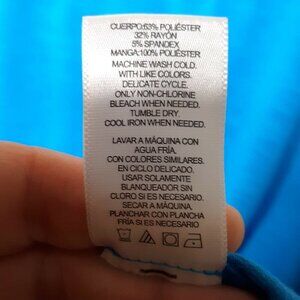 CUERPO:63% POLIÉSTER
32% RAYÓN
5% SPANDEX
MANGA:100% POLIÉSTER
MACHINE WASH COLD.
WITH LIKE COLORS.
DELICATE CYCLE.
ONLY NON-CHLORINE
BLEACH WHEN NEEDED.
TUMBLE DRY.
COOL IRON WHEN NEEDED.
LAVAR A MÁQUINA CON
AGUA FRÍA.
CON COLORES SIMILARES.
EN CICLO DELICADO.
USAR SOLAMENTE
BLANQUEADOR SIN
CLORO SI ES NECESARIO.
SECAR A MÁQUINA.
PLANCHAR CON PLANCHA
FRÍA SI ES NECESARIO